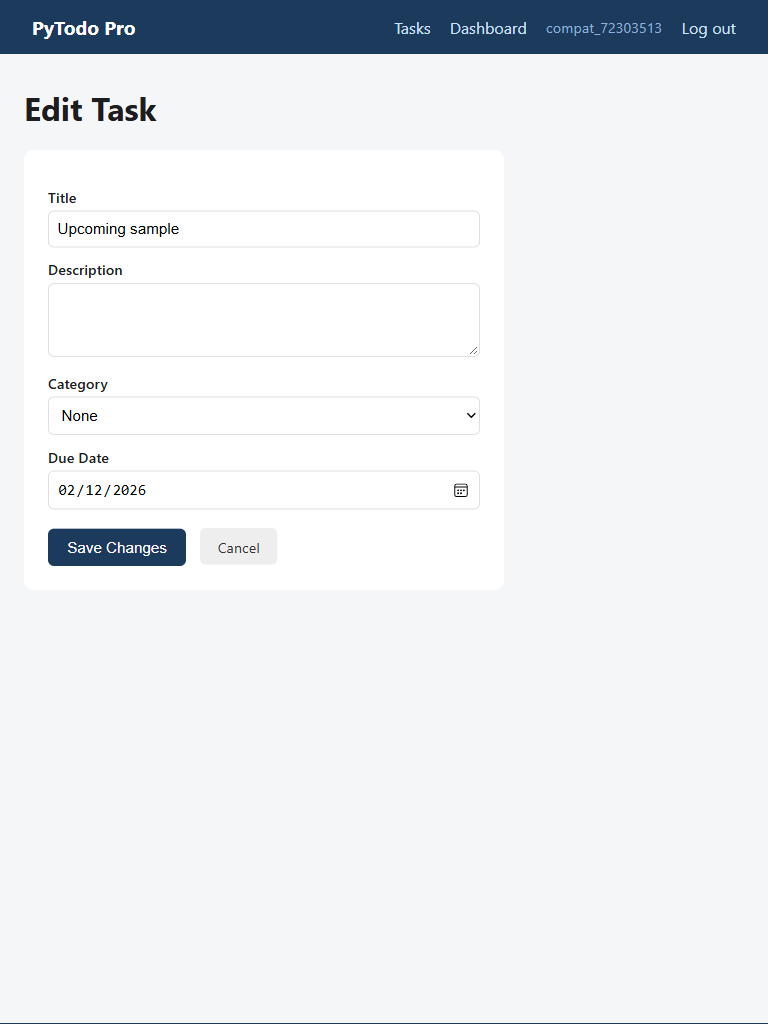 PyTodo Pro Tasks Dashboard compat_72303513 Log out
Edit Task
Title
Upcoming sample
Description
Category
None
Due Date
02/12/2026
Save Changes Cancel